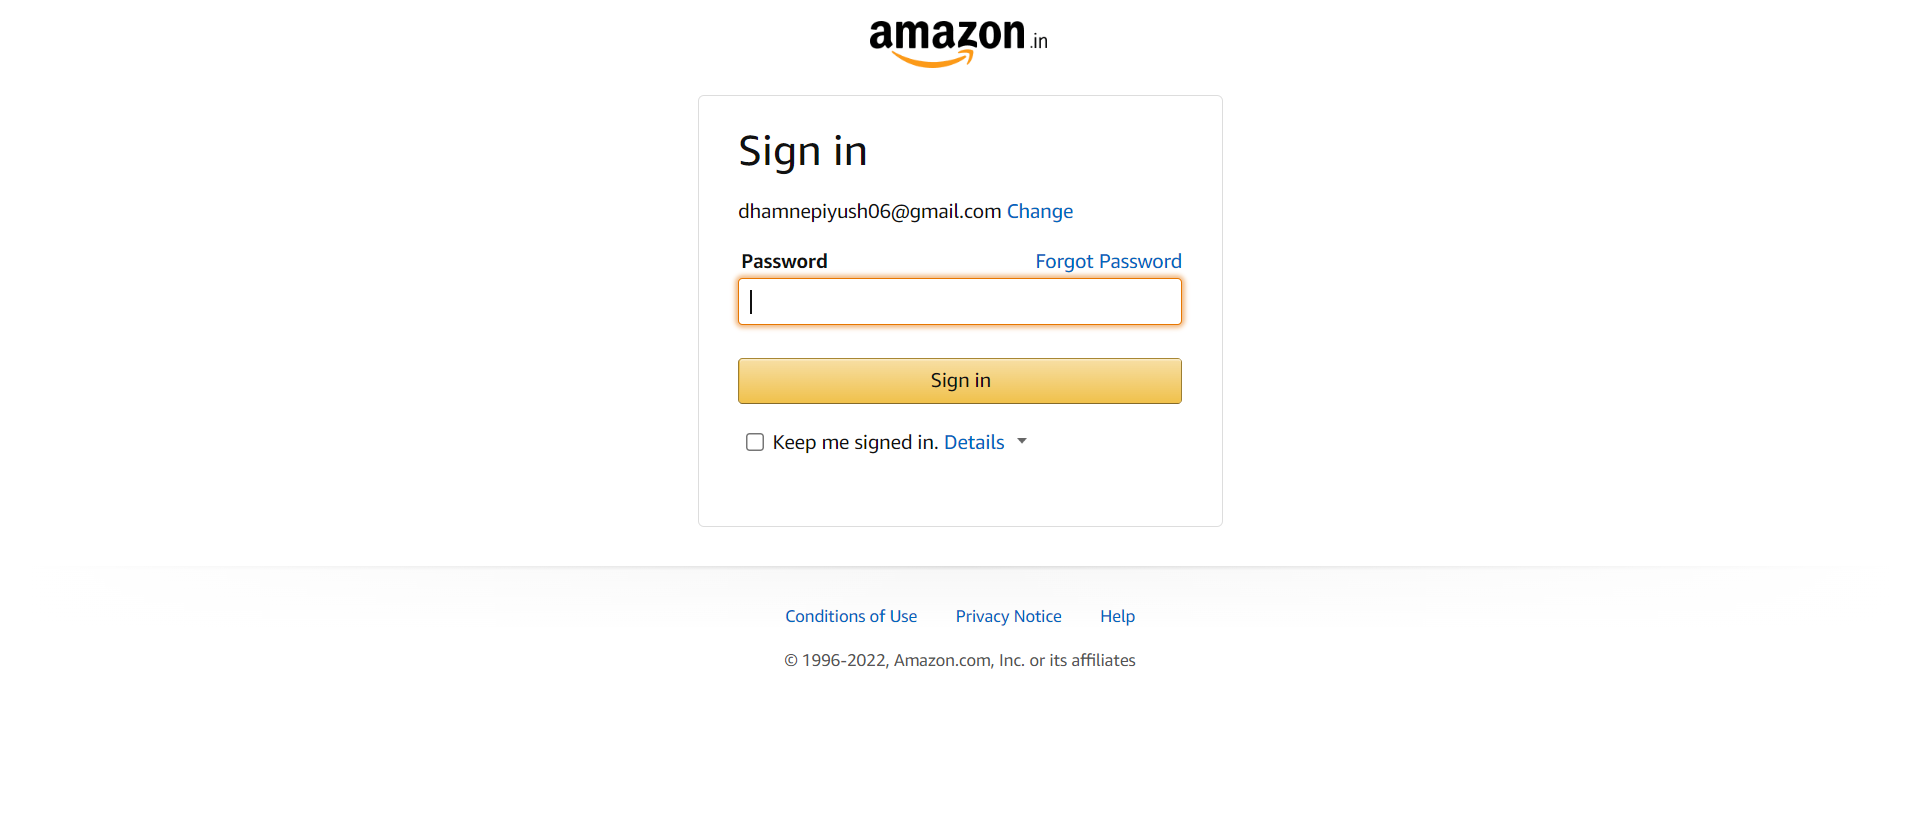 amazon.in
Sign in
dhamnepiyush06@gmail.com Change
Password Forgot Password
Sign in
Keep me signed in. Details
Conditions of Use Privacy Notice Help
© 1996-2022, Amazon.com, Inc. or its affiliates